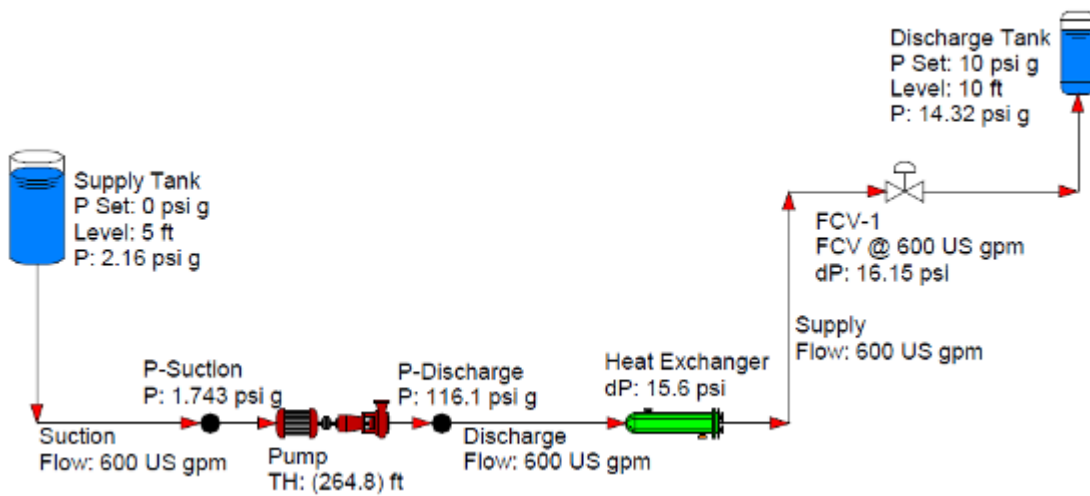 Discharge Tank
P Set: 10 psi g
Level: 10 ft
P: 14.32 psi g
Supply Tank
P Set: 0 psi g
Level: 5 ft
P: 2.16 psi g
FCV-1
FCV @ 600 US gpm
dP: 16.15 psi
Supply
Flow: 600 US gpm
P-Suction
P: 1.743 psi g
P-Discharge
P: 116.1 psi g
Heat Exchanger
dP: 15.6 psi
Suction
Flow: 600 US gpm
Pump
TH: (264.8) ft
Discharge
Flow: 600 US gpm